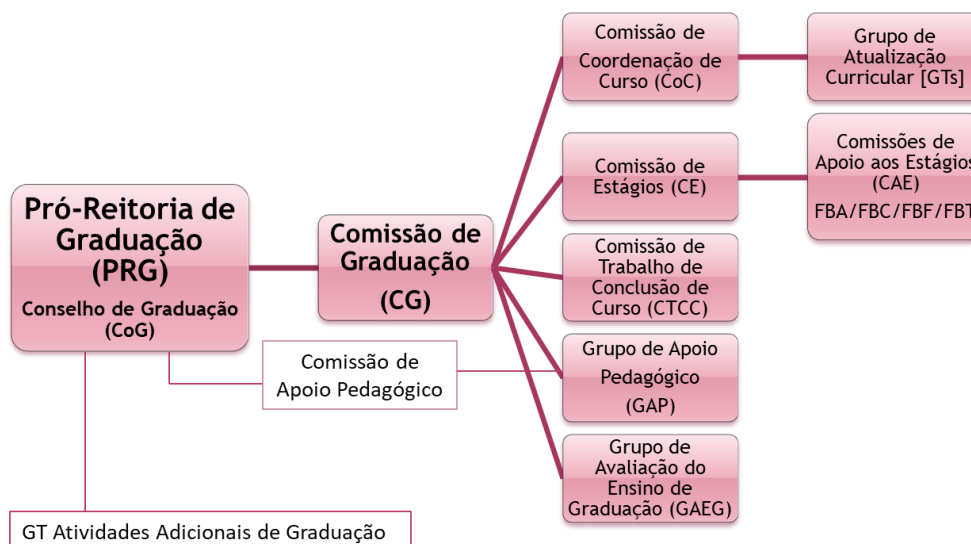 Pró-Reitoria de
Graduação
(PRG)
Conselho de Graduação
(CoG)
Comissão de
Graduação
(CG)
Comissão de
Coordenação de
Curso (CoC)
Grupo de
Atualização
Curricular [GTs]
Comissão de
Estágios (CE)
Comissões de
Apoio aos Estágios
(CAE)
FBA/FBC/FBF/FBT
Comissão de
Trabalho de
Conclusão de
Curso (CTCC)
Comissão de
Apoio Pedagógico
Grupo de Apoio
Pedagógico
(GAP)
Grupo de
Avaliação do
Ensino de
Graduação (GAEG)
GT Atividades Adicionais de Graduação